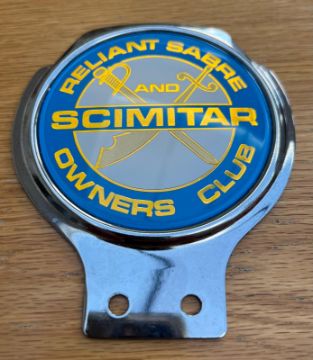 RELIANT SABRE
AND
SCIMITAR
OWNERS CLUB